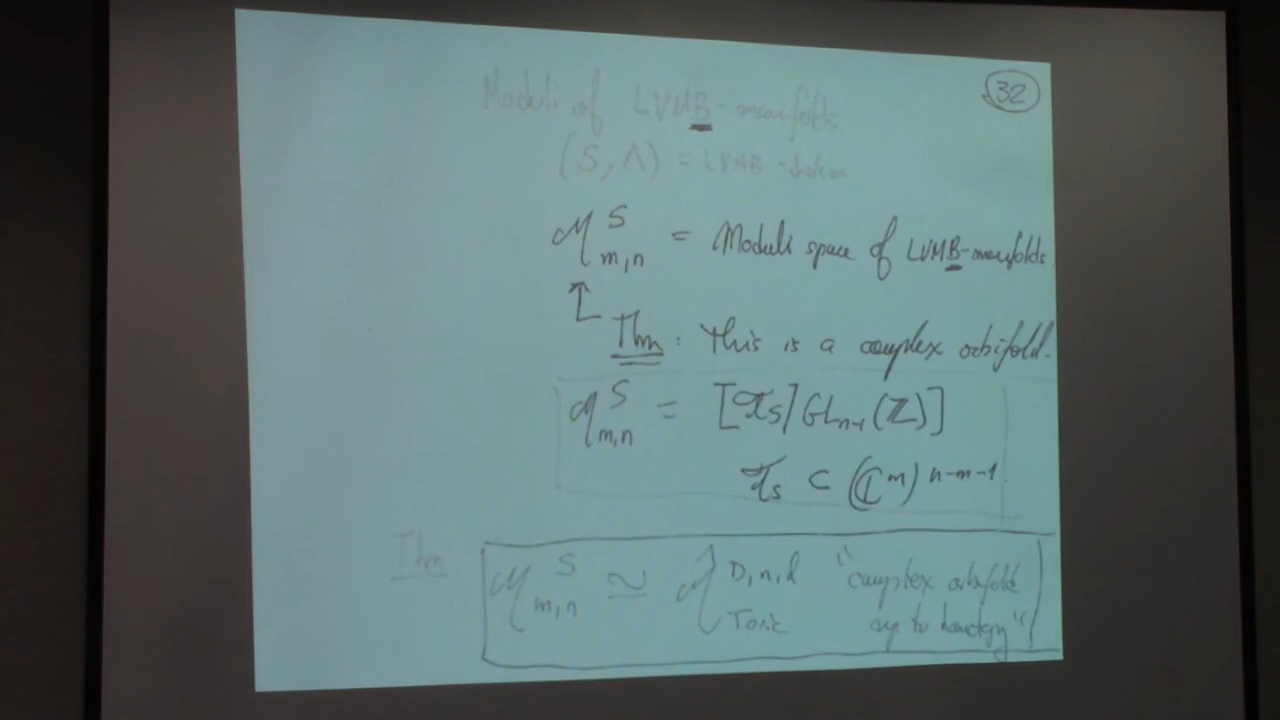 32
Moduli of LVMB-manifolds
(S, Λ) = LVMB-datum
M^S_{m,n} = Moduli space of LVMB-manifolds.
↑ Thm: This is a complex orbifold.
M^S_{m,n} = [T_S / GL_{n-1}(ℤ)]
T_S ⊂ (ℂ^m)^{n-m-1}
Thm M^S_{m,n} ≃ M̂^{D,n,d}_{Toric} "complex orbifold
up to homotopy"